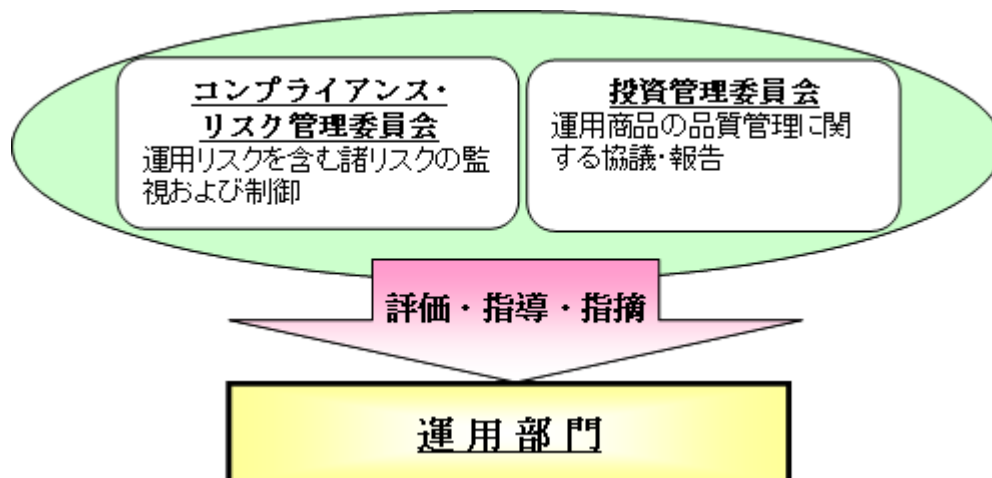 コンプライアンス・
リスク管理委員会
運用リスクを含む諸リスクの監
視および制御
投資管理委員会
運用商品の品質管理に関
する協議・報告
評価・指導・指摘
運用部門